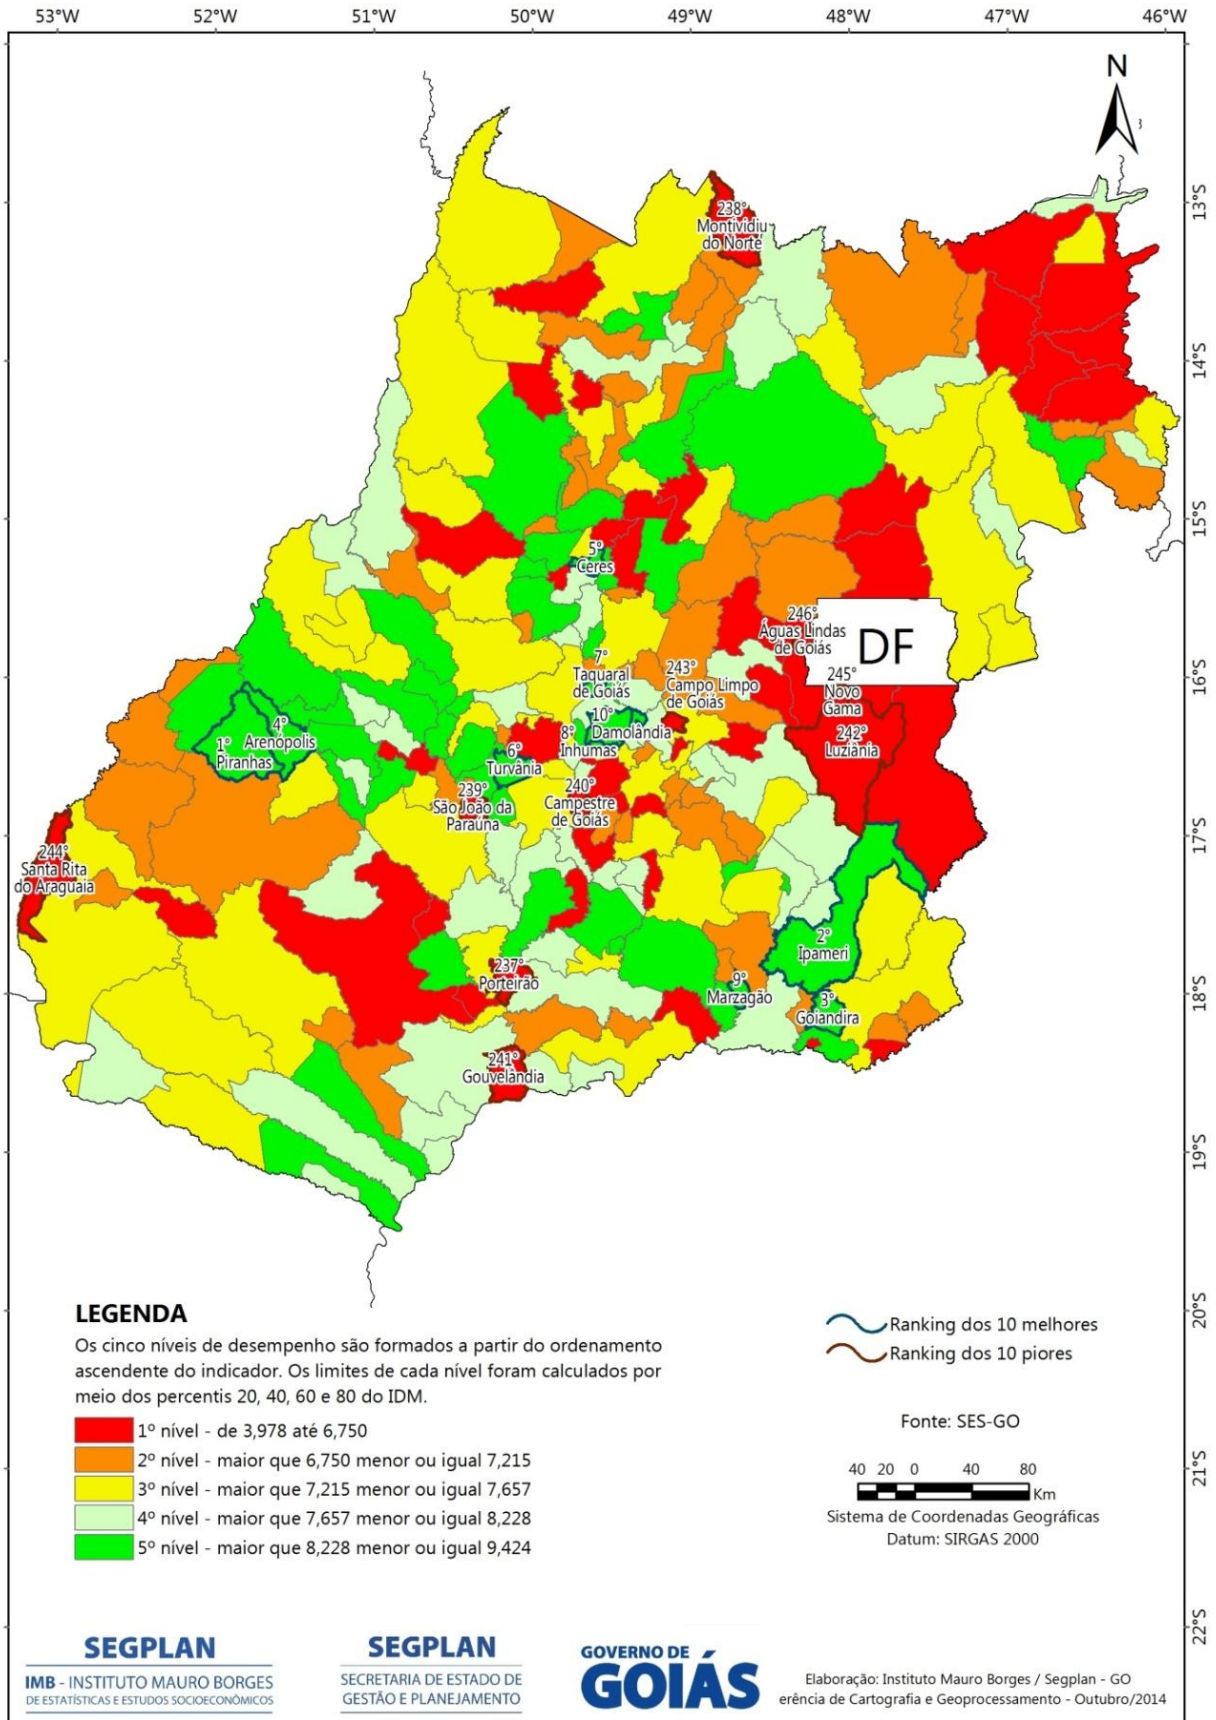 53°W 52°W 51°W 50°W 49°W 48°W 47°W 46°W
N
13°S
14°S
15°S
16°S
17°S
18°S
19°S
20°S
21°S
22°S
238°
Montividiu
do Norte
5°
Ceres
246°
Águas Lindas
de Goiás
DF
7°
Taquaral
de Goiás
243°
Campo Limpo
de Goiás
245°
Novo
Gama
10°
Damolândia
4°
Arenópolis
1°
Piranhas
8°
Inhumas
242°
Luziânia
6°
Turvânia
239°
São João da
Paraúna
240°
Campestre
de Goiás
244°
Santa Rita
do Araguaia
2°
Ipameri
237°
Porteirão
9°
Marzagão
3°
Goiandira
241°
Gouvelândia
LEGENDA
Os cinco níveis de desempenho são formados a partir do ordenamento
ascendente do indicador. Os limites de cada nível foram calculados por
meio dos percentis 20, 40, 60 e 80 do IDM.
1º nível - de 3,978 até 6,750
2º nível - maior que 6,750 menor ou igual 7,215
3º nível - maior que 7,215 menor ou igual 7,657
4º nível - maior que 7,657 menor ou igual 8,228
5º nível - maior que 8,228 menor ou igual 9,424
Ranking dos 10 melhores
Ranking dos 10 piores
Fonte: SES-GO
40 20 0 40 80
Km
Sistema de Coordenadas Geográficas
Datum: SIRGAS 2000
SEGPLAN
IMB - INSTITUTO MAURO BORGES
DE ESTATÍSTICAS E ESTUDOS SOCIOECONÔMICOS
SEGPLAN
SECRETARIA DE ESTADO DE
GESTÃO E PLANEJAMENTO
GOVERNO DE
GOIÁS
Elaboração: Instituto Mauro Borges / Segplan - GO
erência de Cartografia e Geoprocessamento - Outubro/2014